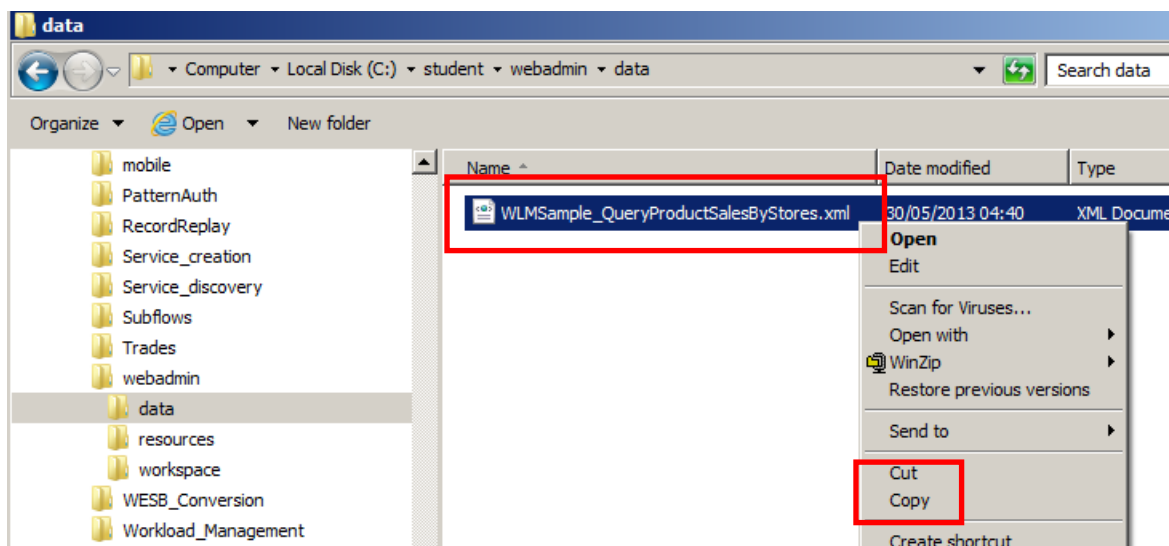 data
Computer Local Disk (C:) student webadmin data
Search data
Organize Open New folder
mobile
PatternAuth
RecordReplay
Service_creation
Service_discovery
Subflows
Trades
webadmin
data
resources
workspace
WESB_Conversion
Workload_Management
Name Date modified Type
WLMSample_QueryProductSalesByStores.xml 30/05/2013 04:40 XML Docume
Open
Edit
Scan for Viruses...
Open with
WinZip
Restore previous versions
Send to
Cut
Copy
Create shortcut